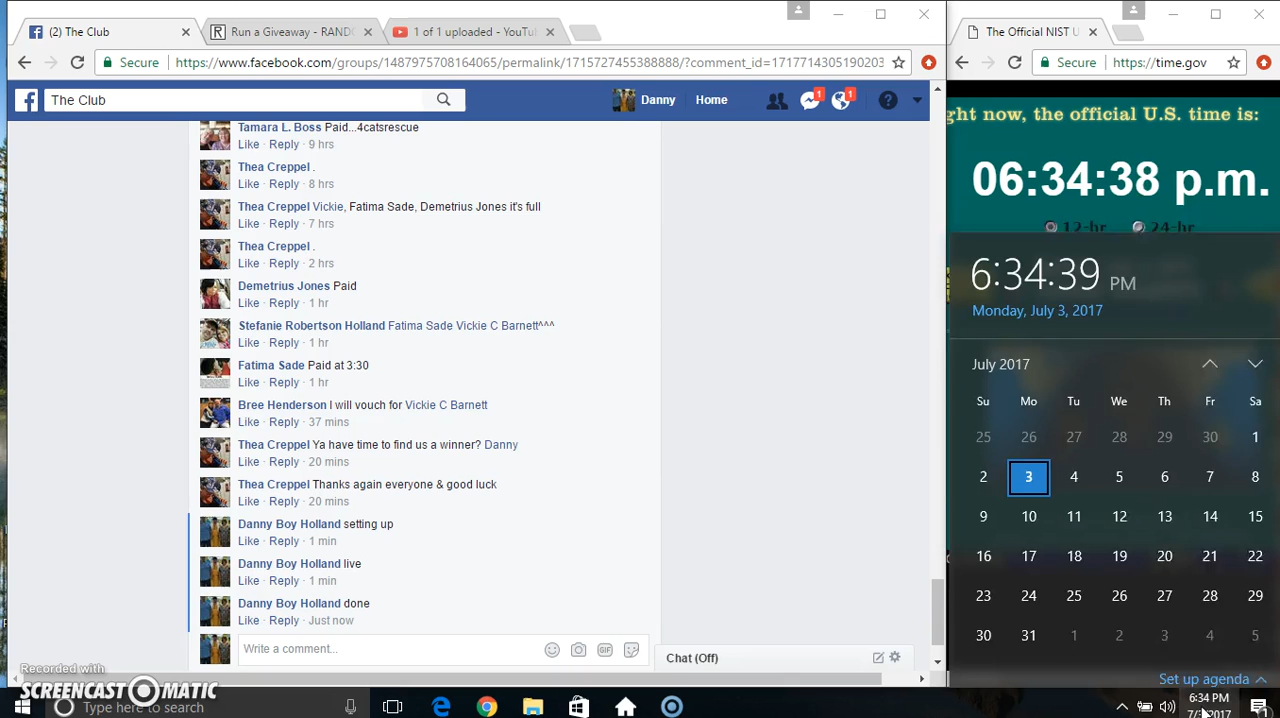 (2) The Club
Run a Giveaway - RAND
1 of 1 uploaded - YouTu
Secure https://www.facebook.com/groups/1487975708164065/permalink/1715727455388888/?comment_id=1717714305190203
The Club
Danny Home 1 1
Tamara L. Boss Paid...4catsrescue
Like · Reply · 9 hrs
Thea Creppel .
Like · Reply · 8 hrs
Thea Creppel Vickie, Fatima Sade, Demetrius Jones it's full
Like · Reply · 7 hrs
Thea Creppel .
Like · Reply · 2 hrs
Demetrius Jones Paid
Like · Reply · 1 hr
Stefanie Robertson Holland Fatima Sade Vickie C Barnett^^^
Like · Reply · 1 hr
Fatima Sade Paid at 3:30
Like · Reply · 1 hr
Bree Henderson I will vouch for Vickie C Barnett
Like · Reply · 37 mins
Thea Creppel Ya have time to find us a winner? Danny
Like · Reply · 20 mins
Thea Creppel Thanks again everyone & good luck
Like · Reply · 20 mins
Danny Boy Holland setting up
Like · Reply · 1 min
Danny Boy Holland live
Like · Reply · 1 min
Danny Boy Holland done
Like · Reply · Just now
Write a comment...
GIF
Chat (Off)
Recorded with
SCREENCAST-O-MATIC
Type here to search
The Official NIST U
Secure https://time.gov
ght now, the official U.S. time is:
06:34:38 p.m.
12-hr 24-hr
6:34:39 PM
Monday, July 3, 2017
July 2017
Su Mo Tu We Th Fr Sa
25 26 27 28 29 30 1
2 3 4 5 6 7 8
9 10 11 12 13 14 15
16 17 18 19 20 21 22
23 24 25 26 27 28 29
30 31 1 2 3 4 5
Set up agenda
6:34 PM
7/3/2017
1